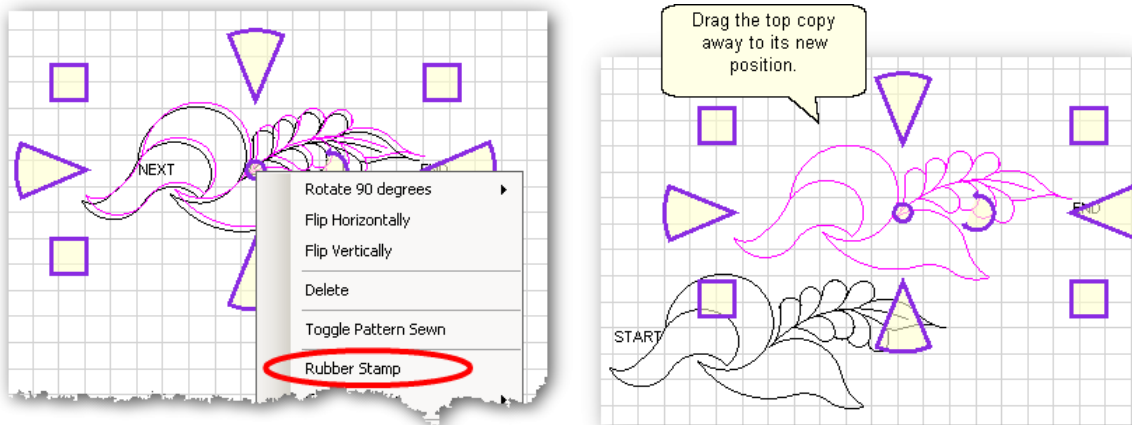 NEXT
END
Rotate 90 degrees
Flip Horizontally
Flip Vertically
Delete
Toggle Pattern Sewn
Rubber Stamp
Drag the top copy
away to its new
position.
END
START